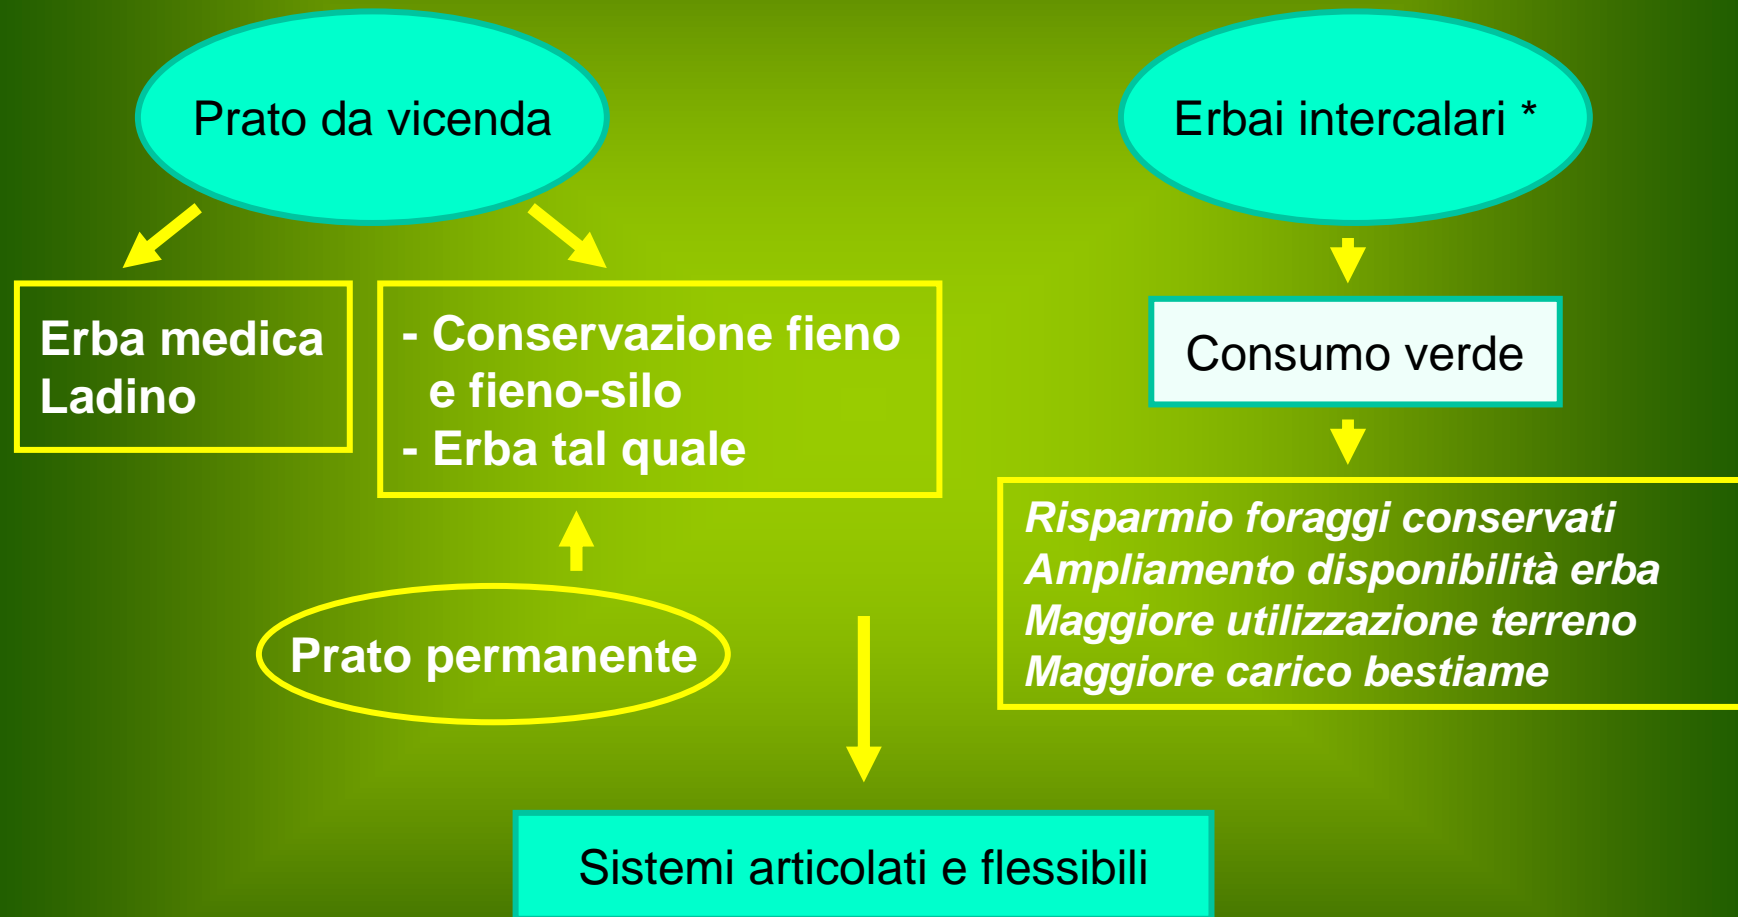 Prato da vicenda
Erbai intercalari *
Erba medica
Ladino
- Conservazione fieno
e fieno-silo
- Erba tal quale
Consumo verde
Risparmio foraggi conservati
Ampliamento disponibilità erba
Maggiore utilizzazione terreno
Maggiore carico bestiame
Prato permanente
Sistemi articolati e flessibili